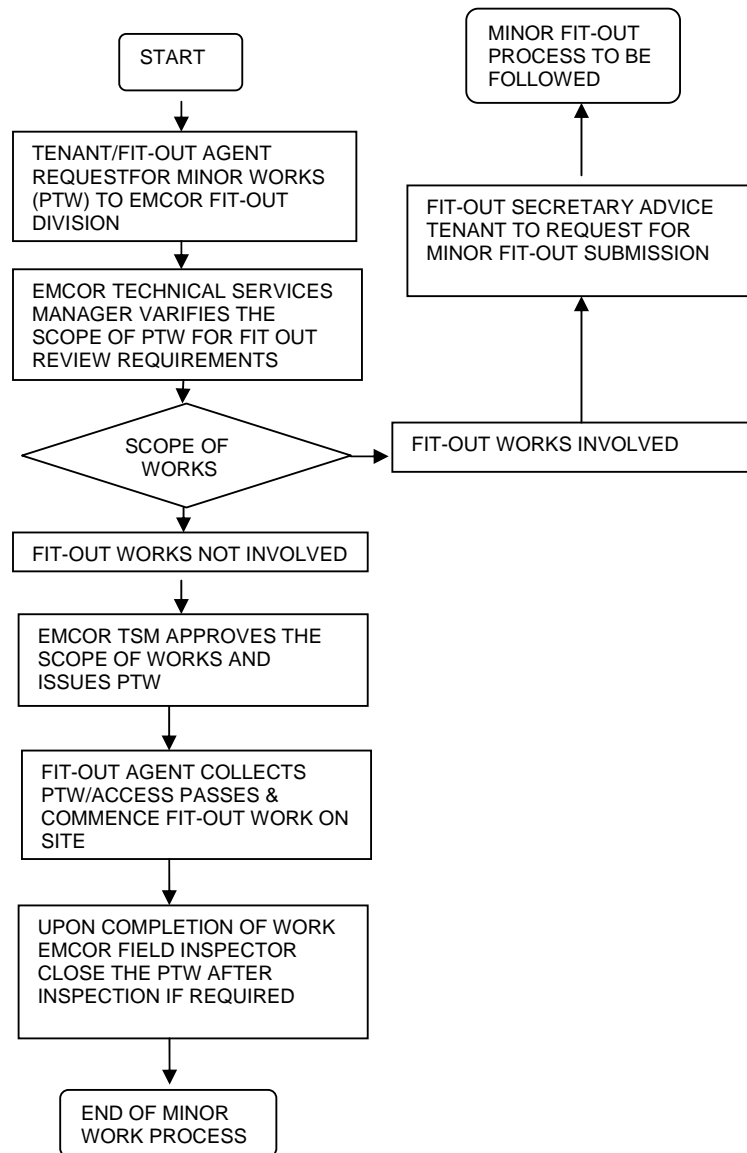 START
TENANT/FIT-OUT AGENT
REQUESTFOR MINOR WORKS
(PTW) TO EMCOR FIT-OUT
DIVISION
EMCOR TECHNICAL SERVICES
MANAGER VARIFIES THE
SCOPE OF PTW FOR FIT OUT
REVIEW REQUIREMENTS
SCOPE OF
WORKS
FIT-OUT WORKS NOT INVOLVED
EMCOR TSM APPROVES THE
SCOPE OF WORKS AND
ISSUES PTW
FIT-OUT AGENT COLLECTS
PTW/ACCESS PASSES &
COMMENCE FIT-OUT WORK ON
SITE
UPON COMPLETION OF WORK
EMCOR FIELD INSPECTOR
CLOSE THE PTW AFTER
INSPECTION IF REQUIRED
END OF MINOR
WORK PROCESS
FIT-OUT WORKS INVOLVED
FIT-OUT SECRETARY ADVICE
TENANT TO REQUEST FOR
MINOR FIT-OUT SUBMISSION
MINOR FIT-OUT
PROCESS TO BE
FOLLOWED